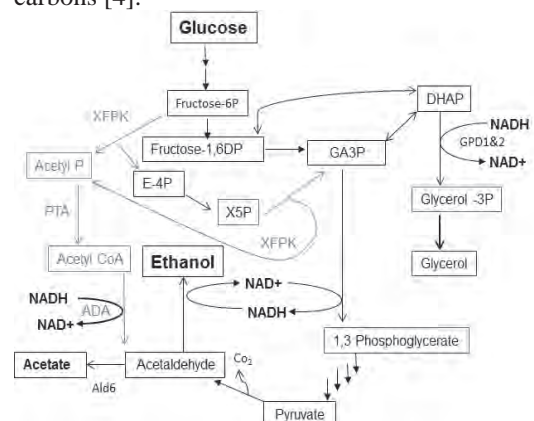 carbons [4].
Glucose
Fructose-6P
DHAP
XFPK
NADH
GPD1&2
NAD+
Fructose-1,6DP
GA3P
Acetyl P
E-4P
Glycerol -3P
X5P
PTA
XFPK
Acetyl CoA
Ethanol
NAD+
Glycerol
NADH
ADA
NAD+
NADH
1,3 Phosphoglycerate
Acetate
Acetaldehyde
Co2
Ald6
Pyruvate